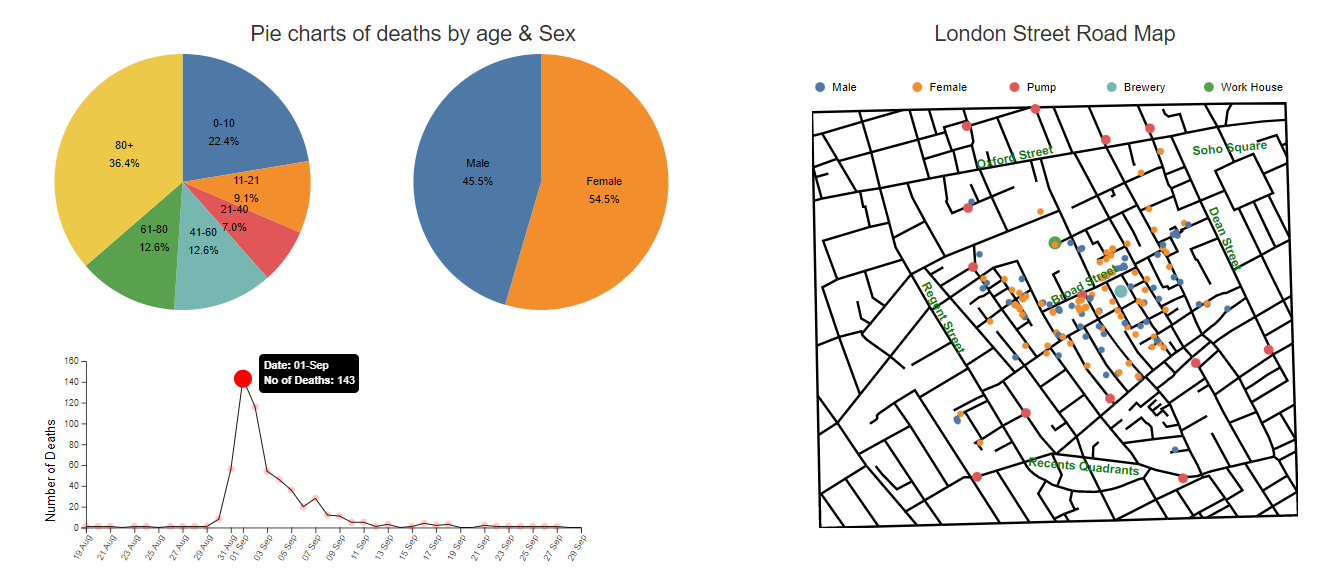 Pie charts of deaths by age & Sex
0-10
22.4%
11-21
9.1%
21-40
7.0%
41-60
12.6%
61-80
12.6%
80+
36.4%
Male
45.5%
Female
54.5%
London Street Road Map
Male
Female
Pump
Brewery
Work House
Oxford Street
Soho Square
Dean Street
Broad Street
Regent Street
Recents Quadrants
Date: 01-Sep
No of Deaths: 143
Number of Deaths
160
140
120
100
80
60
40
20
0
19 Aug
21 Aug
23 Aug
25 Aug
27 Aug
29 Aug
31 Aug
01 Sep
03 Sep
05 Sep
07 Sep
09 Sep
11 Sep
13 Sep
15 Sep
17 Sep
19 Sep
21 Sep
23 Sep
25 Sep
27 Sep
29 Sep